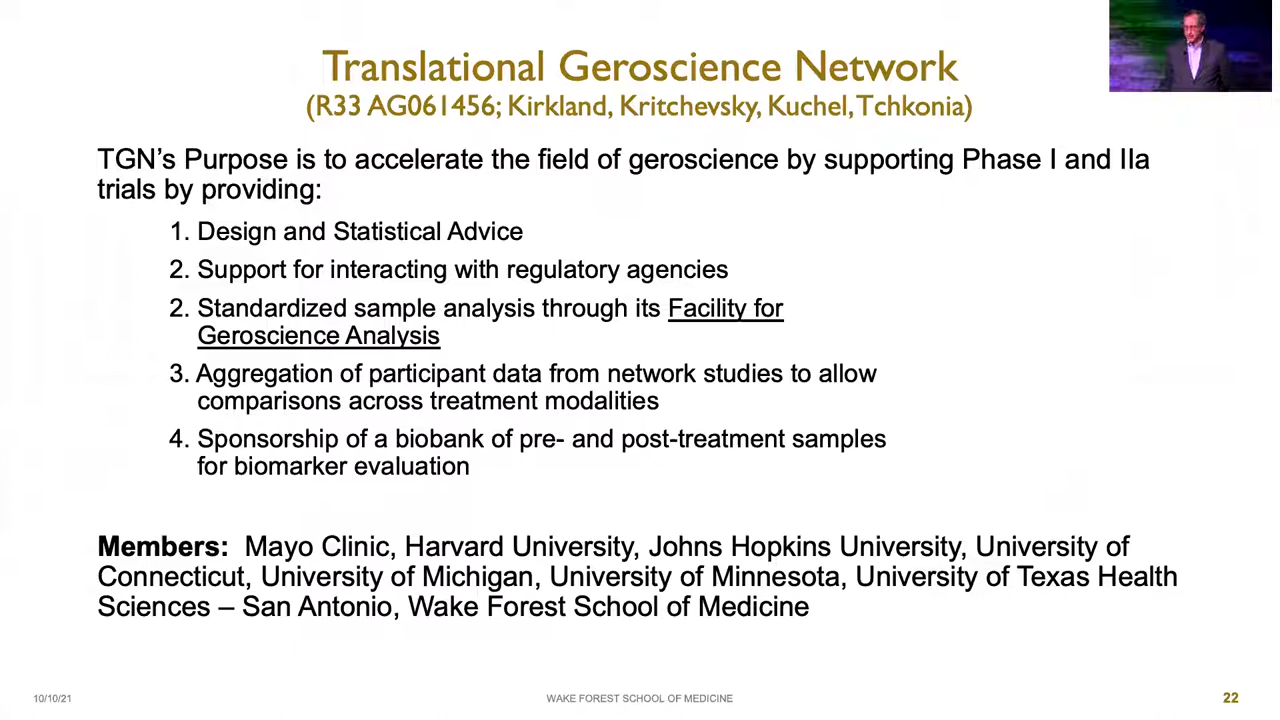 Translational Geroscience Network
(R33 AG061456; Kirkland, Kritchevsky, Kuchel, Tchkonia)
TGN's Purpose is to accelerate the field of geroscience by supporting Phase I and IIa
trials by providing:
1. Design and Statistical Advice
2. Support for interacting with regulatory agencies
2. Standardized sample analysis through its Facility for
Geroscience Analysis
3. Aggregation of participant data from network studies to allow
comparisons across treatment modalities
4. Sponsorship of a biobank of pre- and post-treatment samples
for biomarker evaluation
Members: Mayo Clinic, Harvard University, Johns Hopkins University, University of
Connecticut, University of Michigan, University of Minnesota, University of Texas Health
Sciences – San Antonio, Wake Forest School of Medicine
10/10/21
WAKE FOREST SCHOOL OF MEDICINE
22